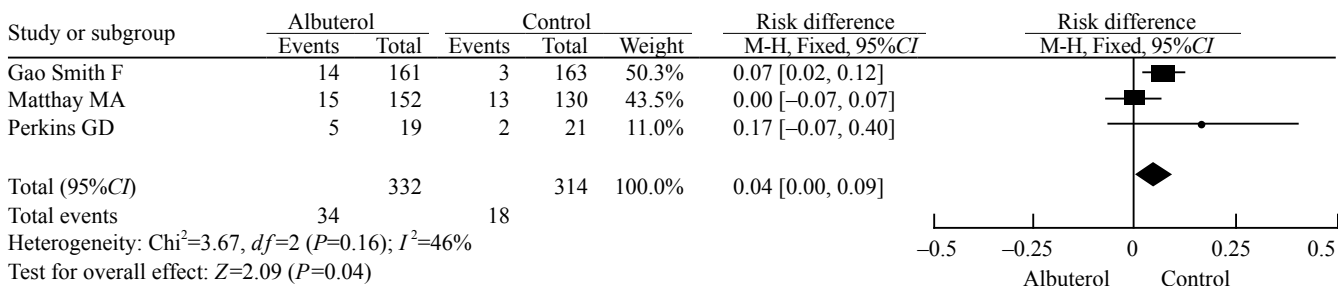 Study or subgroup Albuterol Control Risk difference Risk difference
Events Total Events Total Weight M-H, Fixed, 95%CI M-H, Fixed, 95%CI
Gao Smith F 14 161 3 163 50.3% 0.07 [0.02, 0.12]
Matthay MA 15 152 13 130 43.5% 0.00 [–0.07, 0.07]
Perkins GD 5 19 2 21 11.0% 0.17 [–0.07, 0.40]
Total (95%CI) 332 314 100.0% 0.04 [0.00, 0.09]
Total events 34 18
Heterogeneity: Chi²=3.67, df=2 (P=0.16); I²=46%
Test for overall effect: Z=2.09 (P=0.04)
–0.5 –0.25 0 0.25 0.5
Albuterol Control